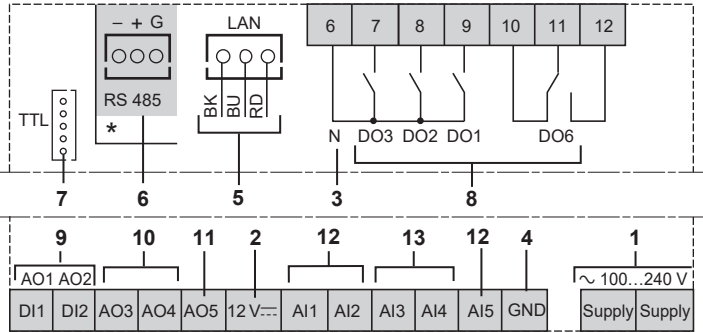 – + G LAN 6 7 8 9 10 11 12
TTL RS 485 BK BU RD
* N DO3 DO2 DO1 DO6
7 6 5 3 8
9 10 11 2 12 13 12 4 1
AO1 AO2 ~ 100...240 V
DI1 DI2 AO3 AO4 AO5 12 V⎓ AI1 AI2 AI3 AI4 AI5 GND Supply Supply